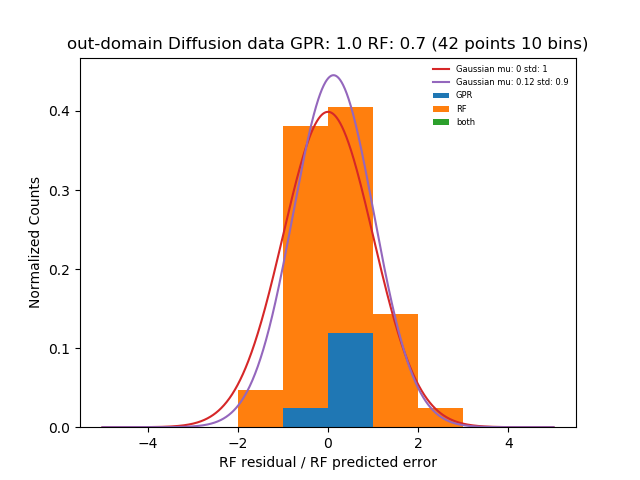 out-domain Diffusion data GPR: 1.0 RF: 0.7 (42 points 10 bins)
Gaussian mu: 0 std: 1
Gaussian mu: 0.12 std: 0.9
GPR
RF
both
Normalized Counts
0.4
0.3
0.2
0.1
0.0
−4
−2
0
2
4
RF residual / RF predicted error